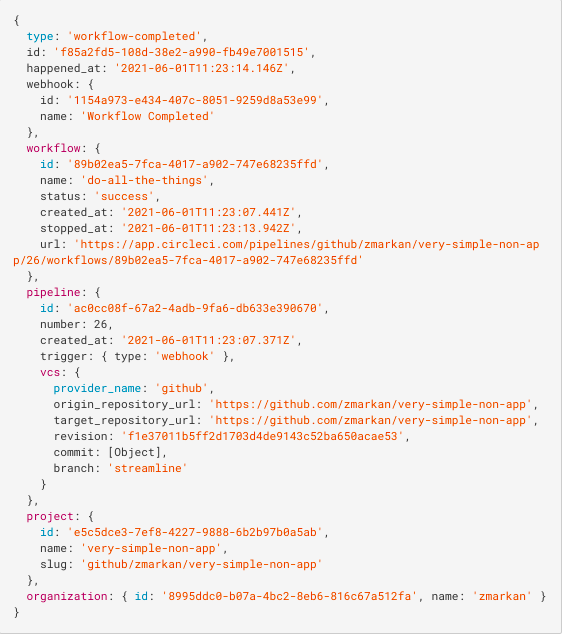 {
  type: 'workflow-completed',
  id: 'f85a2fd5-108d-38e2-a990-fb49e7001515',
  happened_at: '2021-06-01T11:23:14.146Z',
  webhook: {
    id: '1154a973-e434-407c-8051-9259d8a53e99',
    name: 'Workflow Completed'
  },
  workflow: {
    id: '89b02ea5-7fca-4017-a902-747e68235ffd',
    name: 'do-all-the-things',
    status: 'success',
    created_at: '2021-06-01T11:23:07.441Z',
    stopped_at: '2021-06-01T11:23:13.942Z',
    url: 'https://app.circleci.com/pipelines/github/zmarkan/very-simple-non-ap
p/26/workflows/89b02ea5-7fca-4017-a902-747e68235ffd'
  },
  pipeline: {
    id: 'ac0cc08f-67a2-4adb-9fa6-db633e390670',
    number: 26,
    created_at: '2021-06-01T11:23:07.371Z',
    trigger: { type: 'webhook' },
    vcs: {
      provider_name: 'github',
      origin_repository_url: 'https://github.com/zmarkan/very-simple-non-app',
      target_repository_url: 'https://github.com/zmarkan/very-simple-non-app',
      revision: 'f1e37011b5ff2d1703d4de9143c52ba650acae53',
      commit: [Object],
      branch: 'streamline'
    }
  },
  project: {
    id: 'e5c5dce3-7ef8-4227-9888-6b2b97b0a5ab',
    name: 'very-simple-non-app',
    slug: 'github/zmarkan/very-simple-non-app'
  },
  organization: { id: '8995ddc0-b07a-4bc2-8eb6-816c67a512fa', name: 'zmarkan' }
}